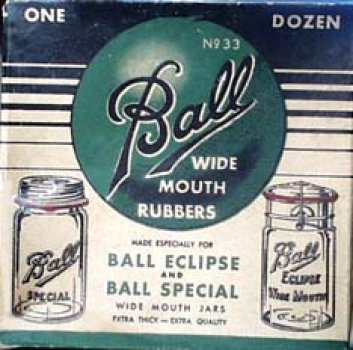 ONE DOZEN
No 33
Ball
WIDE
MOUTH
RUBBERS
MADE ESPECIALLY FOR
BALL ECLIPSE
AND
BALL SPECIAL
WIDE MOUTH JARS
EXTRA THICK — EXTRA QUALITY
Ball
SPECIAL
Ball
ECLIPSE
WIDE MOUTH